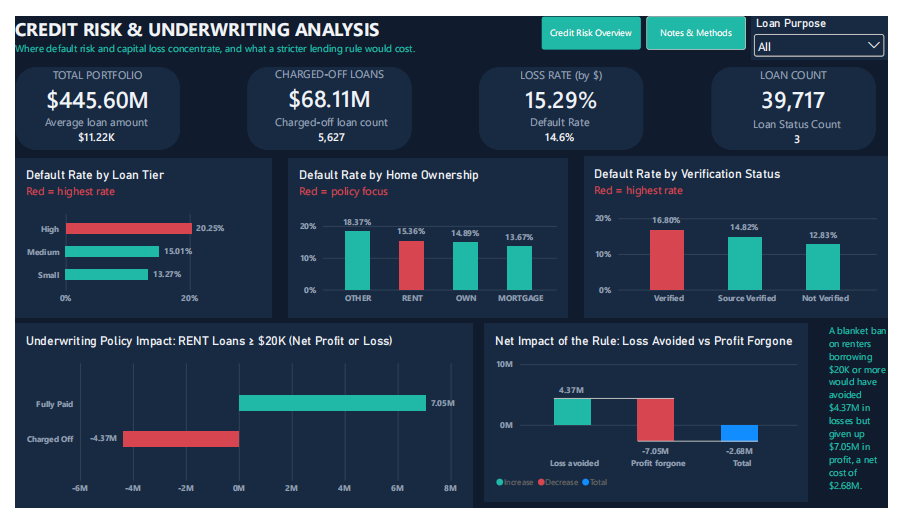 CREDIT RISK & UNDERWRITING ANALYSIS
Where default risk and capital loss concentrate, and what a stricter lending rule would cost.
Credit Risk Overview
Notes & Methods
Loan Purpose
All
TOTAL PORTFOLIO
$445.60M
Average loan amount
$11.22K
CHARGED-OFF LOANS
$68.11M
Charged-off loan count
5,627
LOSS RATE (by $)
15.29%
Default Rate
14.6%
LOAN COUNT
39,717
Loan Status Count
3
Default Rate by Loan Tier
Red = highest rate
High
20.25%
Medium
15.01%
Small
13.27%
0%
20%
Default Rate by Home Ownership
Red = policy focus
20%
10%
0%
18.37%
15.36%
14.89%
13.67%
OTHER
RENT
OWN
MORTGAGE
Default Rate by Verification Status
Red = highest rate
20%
10%
0%
16.80%
14.82%
12.83%
Verified
Source Verified
Not Verified
Underwriting Policy Impact: RENT Loans ≥ $20K (Net Profit or Loss)
Fully Paid
7.05M
Charged Off
-4.37M
-6M
-4M
-2M
0M
2M
4M
6M
8M
Net Impact of the Rule: Loss Avoided vs Profit Forgone
10M
0M
4.37M
-7.05M
-2.68M
Loss avoided
Profit forgone
Total
Increase
Decrease
Total
A blanket ban
on renters
borrowing
$20K or more
would have
avoided
$4.37M in
losses but
given up
$7.05M in
profit, a net
cost of
$2.68M.